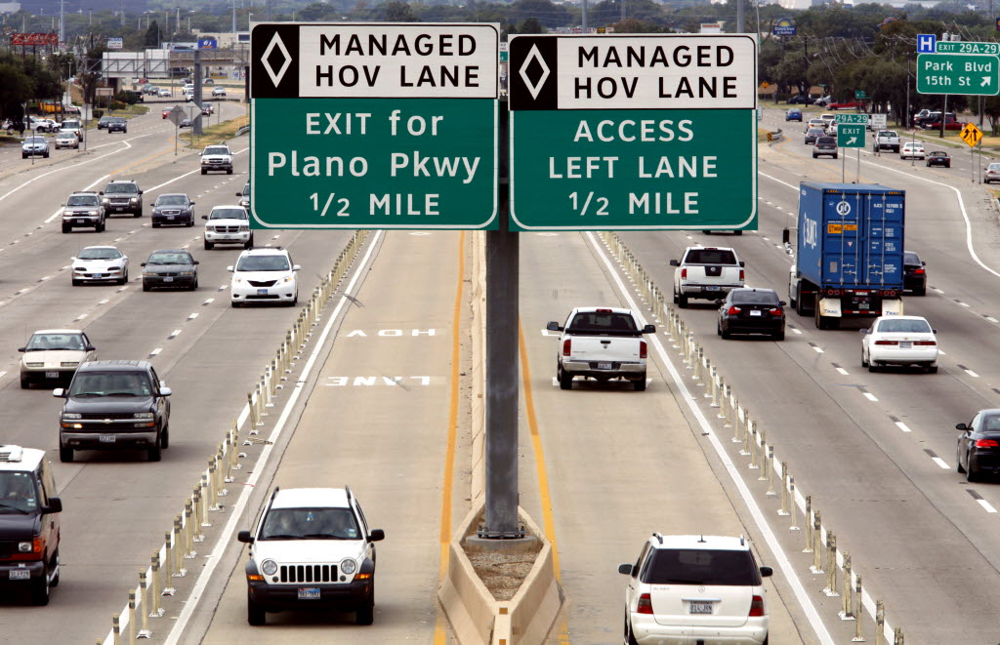 MANAGED
HOV LANE
EXIT for
Plano Pkwy
1/2 MILE
MANAGED
HOV LANE
ACCESS
LEFT LANE
1/2 MILE
H
EXIT 29A-29
Park Blvd
15th St
29A-29
EXIT
HOV
LANE